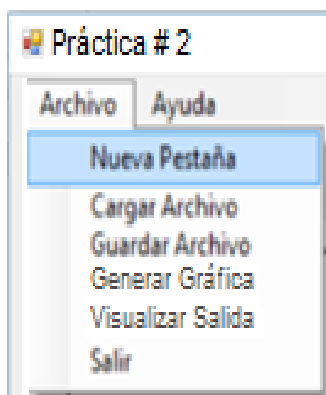 Práctica # 2
Archivo Ayuda
Nueva Pestaña
Cargar Archivo
Guardar Archivo
Generar Gráfica
Visualizar Salida
Salir